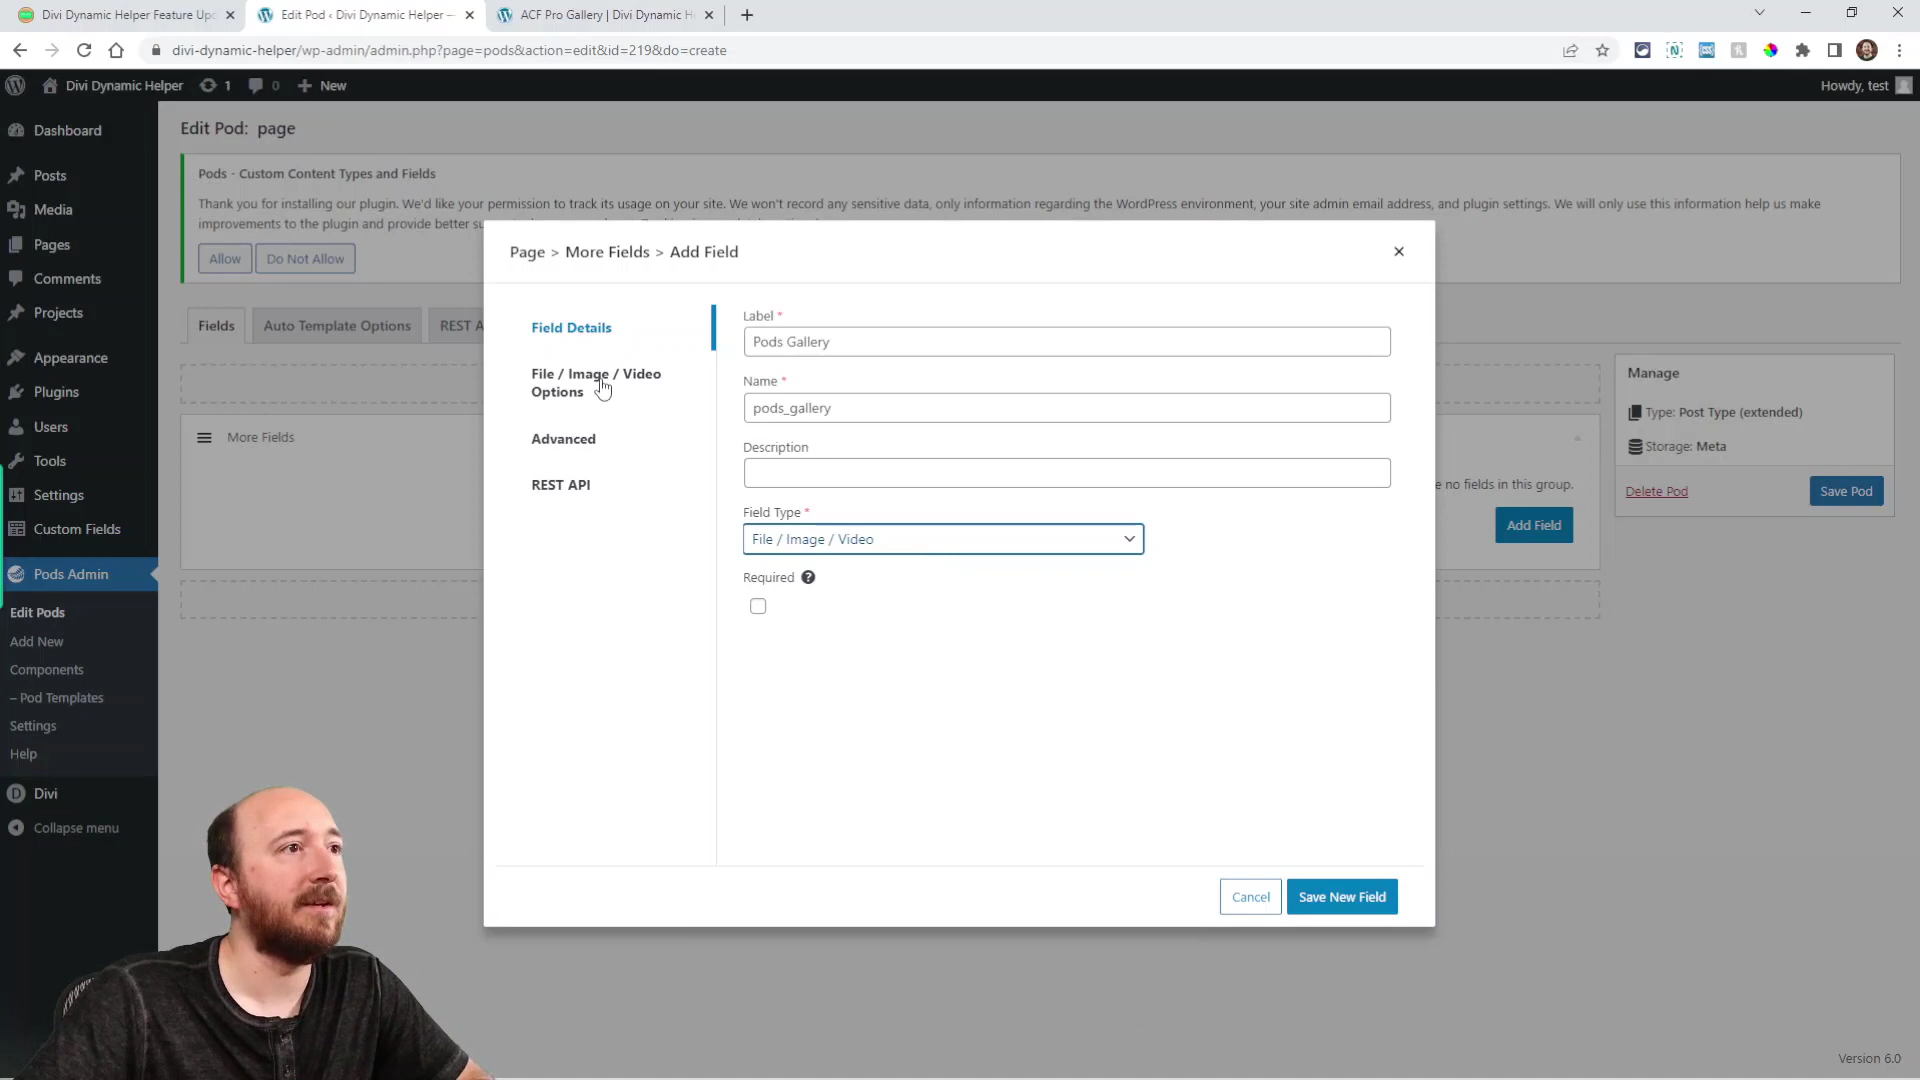 Divi Dynamic Helper Feature Upd
Edit Pod ‹ Divi Dynamic Helper —
ACF Pro Gallery | Divi Dynamic H
divi-dynamic-helper/wp-admin/admin.php?page=pods&action=edit&id=219&do=create
Divi Dynamic Helper
1
0
New
Howdy, test
Dashboard
Posts
Media
Pages
Comments
Projects
Appearance
Plugins
Users
Tools
Settings
Custom Fields
Pods Admin
Edit Pods
Add New
Components
– Pod Templates
Settings
Help
Divi
Collapse menu
Edit Pod: page
Pods - Custom Content Types and Fields
Thank you for installing our plugin. We'd like your permission to track its usage on your site. We won't record any sensitive data, only information regarding the WordPress environment, your site admin email address, and plugin settings. We will only use this information help us make
improvements to the plugin and provide better su
Allow
Do Not Allow
Fields
Auto Template Options
REST A
More Fields
Page > More Fields > Add Field
Field Details
File / Image / Video
Options
Advanced
REST API
Label *
Pods Gallery
Name *
pods_gallery
Description
Field Type *
File / Image / Video
Required ?
Cancel
Save New Field
e no fields in this group.
Add Field
Manage
Type: Post Type (extended)
Storage: Meta
Delete Pod
Save Pod
Version 6.0